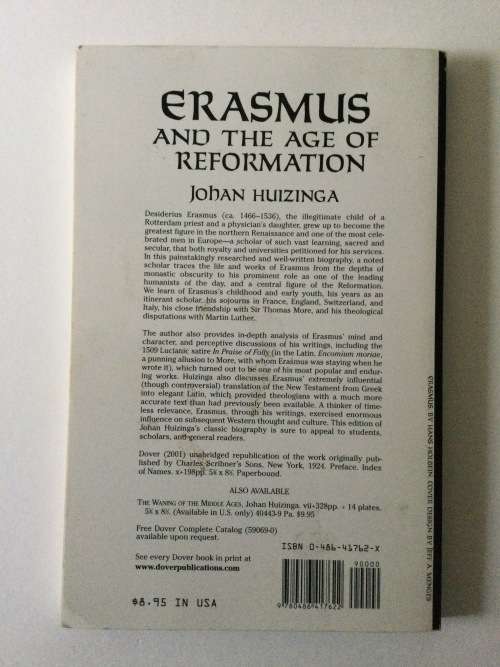 ERASMUS
AND THE AGE OF
REFORMATION
JOHAN HUIZINGA
Desiderius Erasmus (ca. 1466–1536), the illegitimate child of a
Rotterdam priest and a physician's daughter, grew up to become the
greatest figure in the northern Renaissance and one of the most cele-
brated men in Europe—a scholar of such vast learning, sacred and
secular, that both royalty and universities petitioned for his services.
In this painstakingly researched and well-written biography, a noted
scholar traces the life and works of Erasmus from the depths of
monastic obscurity to his prominent role as one of the leading
humanists of the day, and a central figure of the Reformation.
We learn of Erasmus's childhood and early youth, his years as an
itinerant scholar, his sojourns in France, England, Switzerland, and
Italy, his close friendship with Sir Thomas More, and his theological
disputations with Martin Luther.
The author also provides in-depth analysis of Erasmus' mind and
character, and perceptive discussions of his writings, including the
1509 Lucianic satire In Praise of Folly (in the Latin, Encomium moriae,
a punning allusion to More, with whom Erasmus was staying when he
wrote it), which turned out to be one of his most popular and endur-
ing works. Huizinga also discusses Erasmus' extremely influential
(though controversial) translation of the New Testament from Greek
into elegant Latin, which provided theologians with a much more
accurate text than had previously been available. A thinker of time-
less relevance, Erasmus, through his writings, exercised enormous
influence on subsequent Western thought and culture. This edition of
Johan Huizinga's classic biography is sure to appeal to students,
scholars, and general readers.
Dover (2001) unabridged republication of the work originally pub-
lished by Charles Scribner's Sons, New York, 1924. Preface. Index
of Names. x+198pp. 5⅜ x 8½. Paperbound.
ALSO AVAILABLE
THE WANING OF THE MIDDLE AGES, Johan Huizinga. vii+328pp. + 14 plates.
5⅜ x 8½. (Available in U.S. only) 40443-9 Pa. $9.95
Free Dover Complete Catalog (59069-0)
available upon request.
See every Dover book in print at
www.doverpublications.com
ISBN 0-486-41762-X
90000
9780486417622
$8.95 IN USA
ERASMUS, BY HANS HOLBEIN. COVER DESIGN BY JEFF A. MENGES